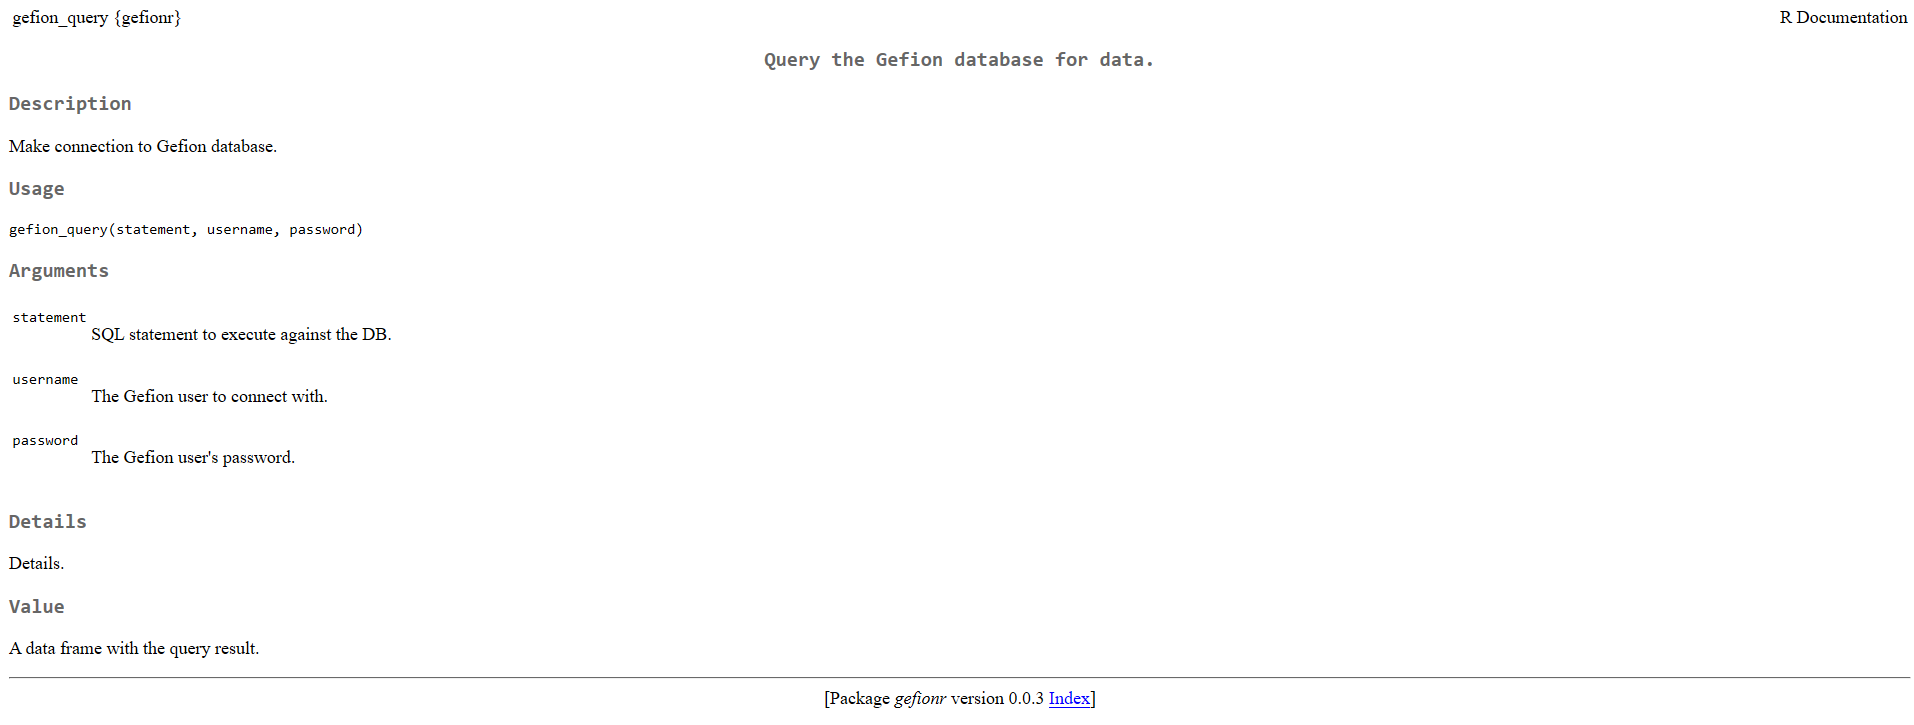 gefion_query {gefionr} R Documentation
Query the Gefion database for data.
Description
Make connection to Gefion database.
Usage
gefion_query(statement, username, password)
Arguments
statement
SQL statement to execute against the DB.
username
The Gefion user to connect with.
password
The Gefion user's password.
Details
Details.
Value
A data frame with the query result.
[Package gefionr version 0.0.3 Index]